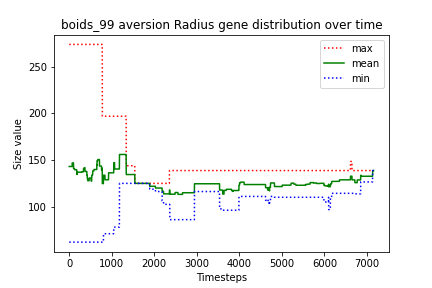 boids_99 aversion Radius gene distribution over time
max
mean
min
Size value
250
200
150
100
0 1000 2000 3000 4000 5000 6000 7000
Timesteps